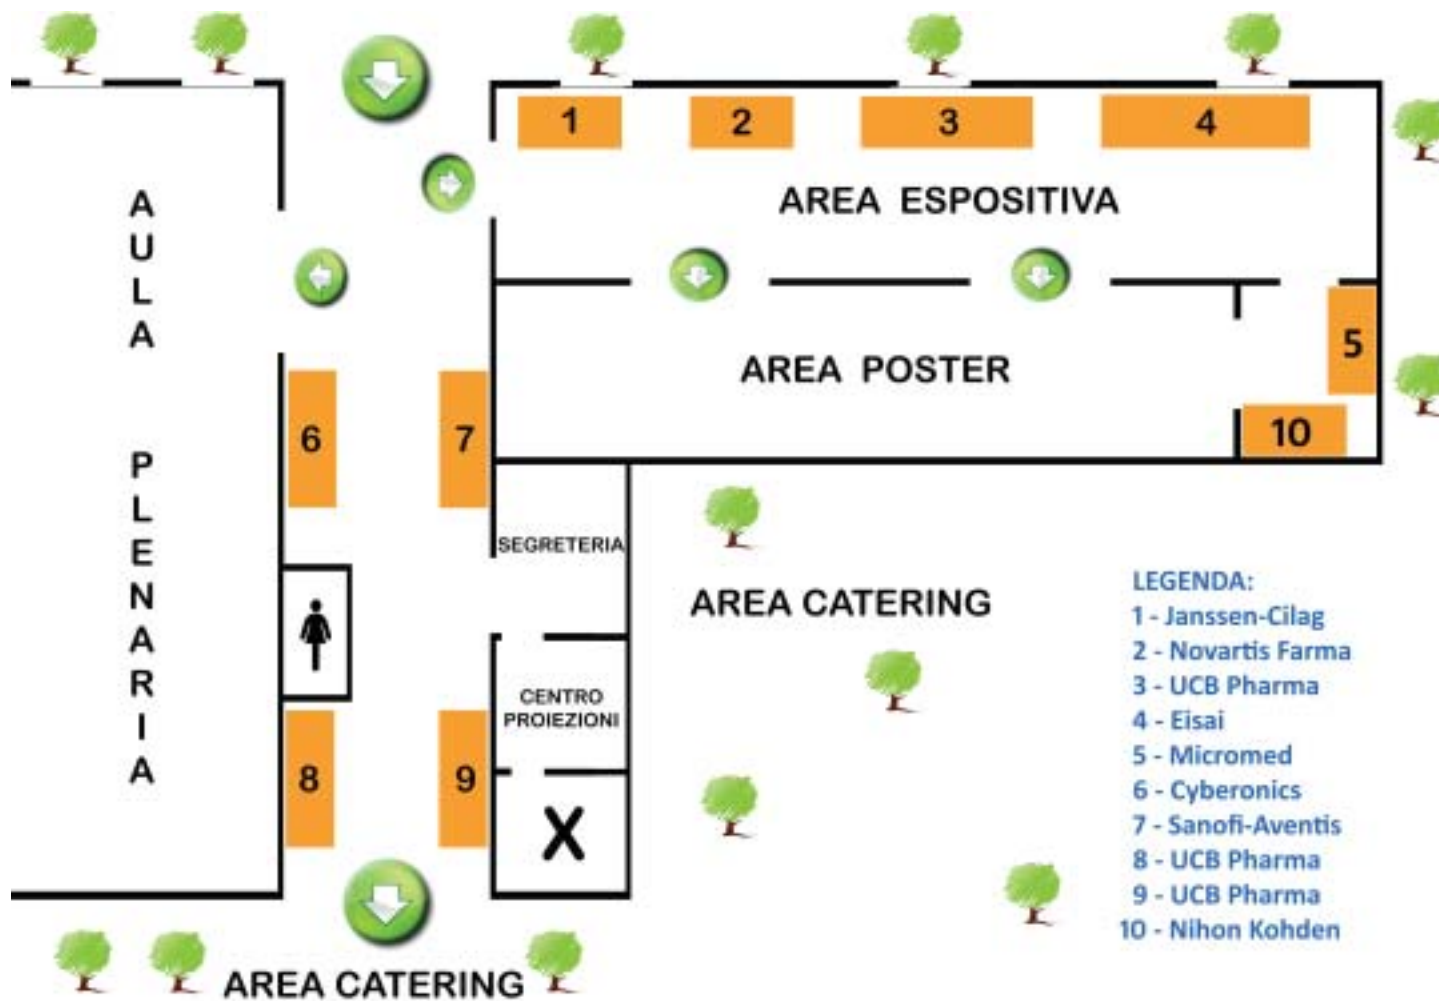 1
2
3
4
AREA ESPOSITIVA
AULA PLENARIA
AREA POSTER
5
10
6
7
SEGRETERIA
AREA CATERING
CENTRO
PROIEZIONI
8
9
X
AREA CATERING
LEGENDA:
1 - Janssen-Cilag
2 - Novartis Farma
3 - UCB Pharma
4 - Eisai
5 - Micromed
6 - Cyberonics
7 - Sanofi-Aventis
8 - UCB Pharma
9 - UCB Pharma
10 - Nihon Kohden